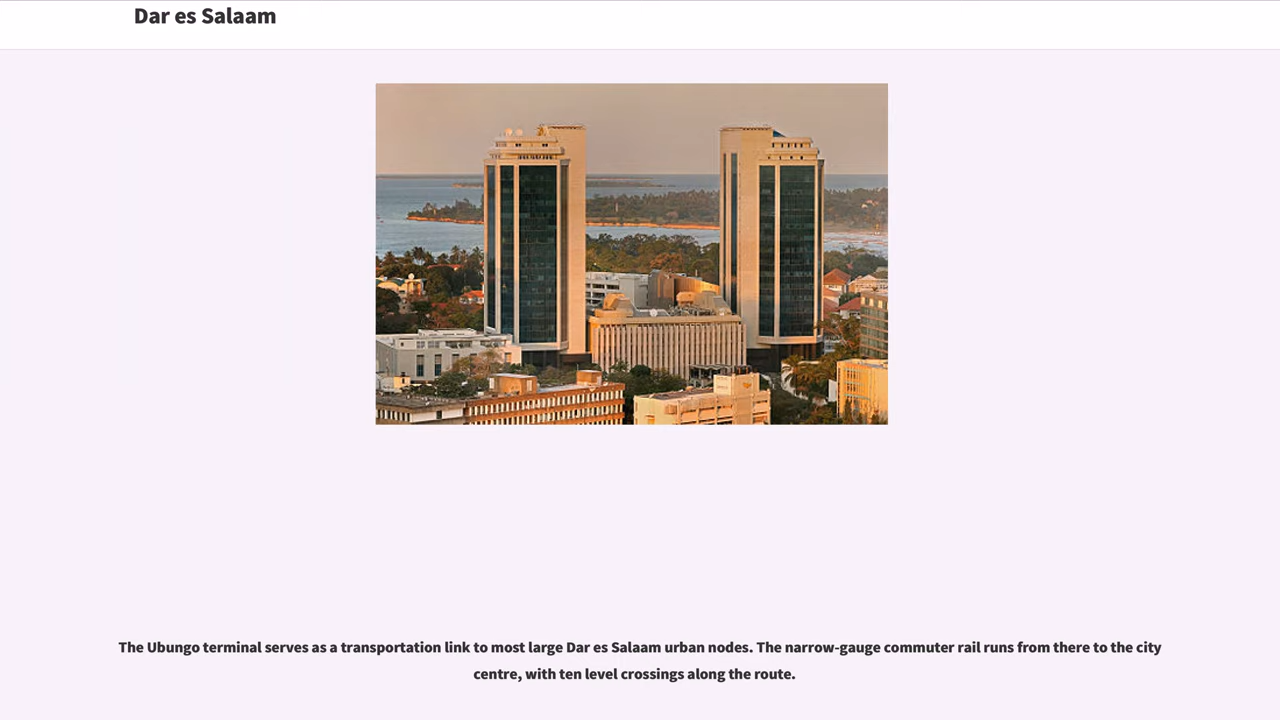 Dar es Salaam
The Ubungo terminal serves as a transportation link to most large Dar es Salaam urban nodes. The narrow-gauge commuter rail runs from there to the city
centre, with ten level crossings along the route.